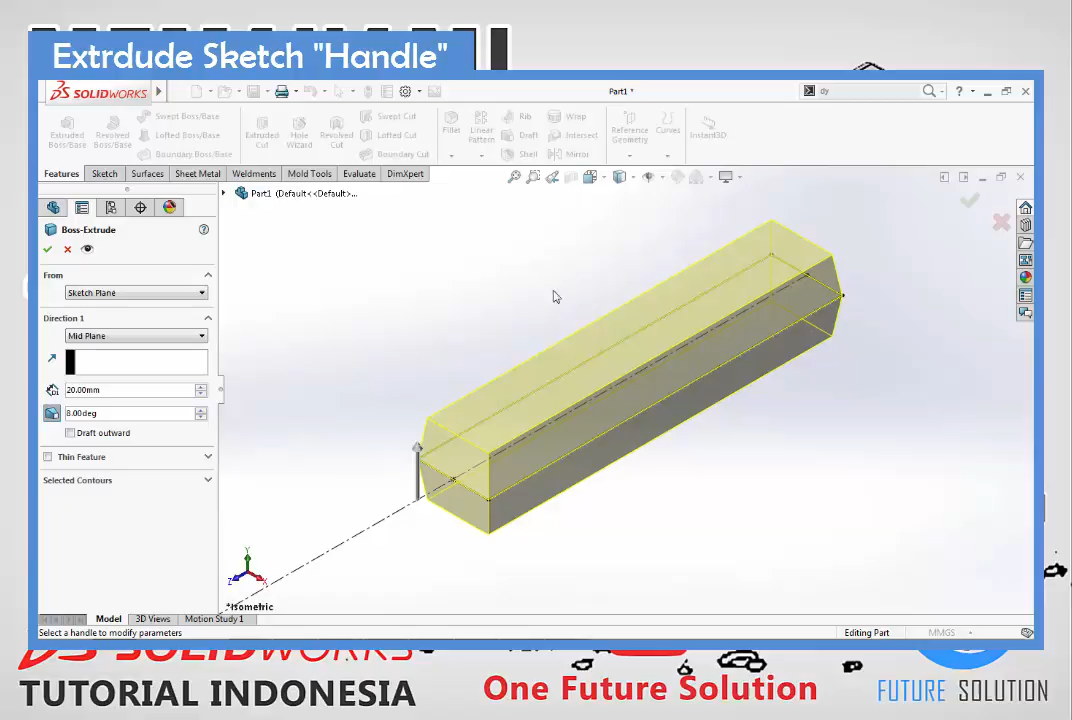 Extrdude Sketch "Handle"
SOLIDWORKS
Part1 *
dy
Extruded Boss/Base
Revolved Boss/Base
Swept Boss/Base
Lofted Boss/Base
Boundary Boss/Base
Extruded Cut
Hole Wizard
Revolved Cut
Swept Cut
Lofted Cut
Boundary Cut
Fillet
Linear Pattern
Rib
Draft
Shell
Wrap
Intersect
Mirror
Reference Geometry
Curves
Instant3D
Features Sketch Surfaces Sheet Metal Weldments Mold Tools Evaluate DimXpert
Part1 (Default<<Default>...
Boss-Extrude
From
Sketch Plane
Direction 1
Mid Plane
20.00mm
8.00deg
Draft outward
Thin Feature
Selected Contours
Y
Z
X
*Isometric
Model 3D Views Motion Study 1
Select a handle to modify parameters
Editing Part
MMGS
SOLIDWORKS
TUTORIAL INDONESIA
One Future Solution
FUTURE SOLUTION